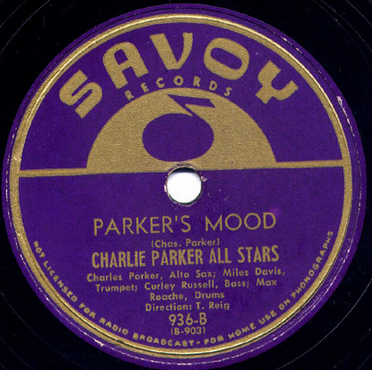 SAVOY
RECORDS
PARKER'S MOOD
(Chas. Parker)
CHARLIE PARKER ALL STARS
Charles Parker, Alto Sax; Miles Davis,
Trumpet; Curley Russell, Bass; Max
Roache, Drums
Direction: T. Reig
936-B
(B-903)
NOT LICENSED FOR RADIO BROADCAST - FOR HOME USE ON PHONOGRAPHS